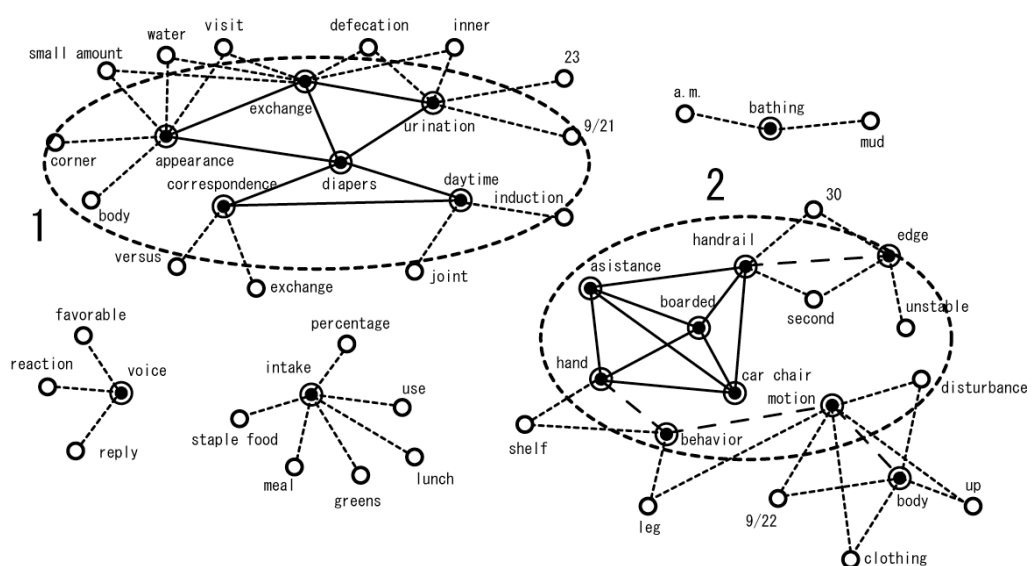 visit
defecation
inner
water
small amount
23
exchange
urination
9/21
a.m.
bathing
mud
corner
appearance
correspondence
diapers
daytime
induction
body
1
versus
exchange
joint
2
30
handrail
edge
asistance
boarded
second
unstable
hand
car chair
motion
disturbance
shelf
behavior
leg
9/22
body
up
clothing
favorable
reaction
voice
reply
percentage
intake
use
staple food
meal
greens
lunch